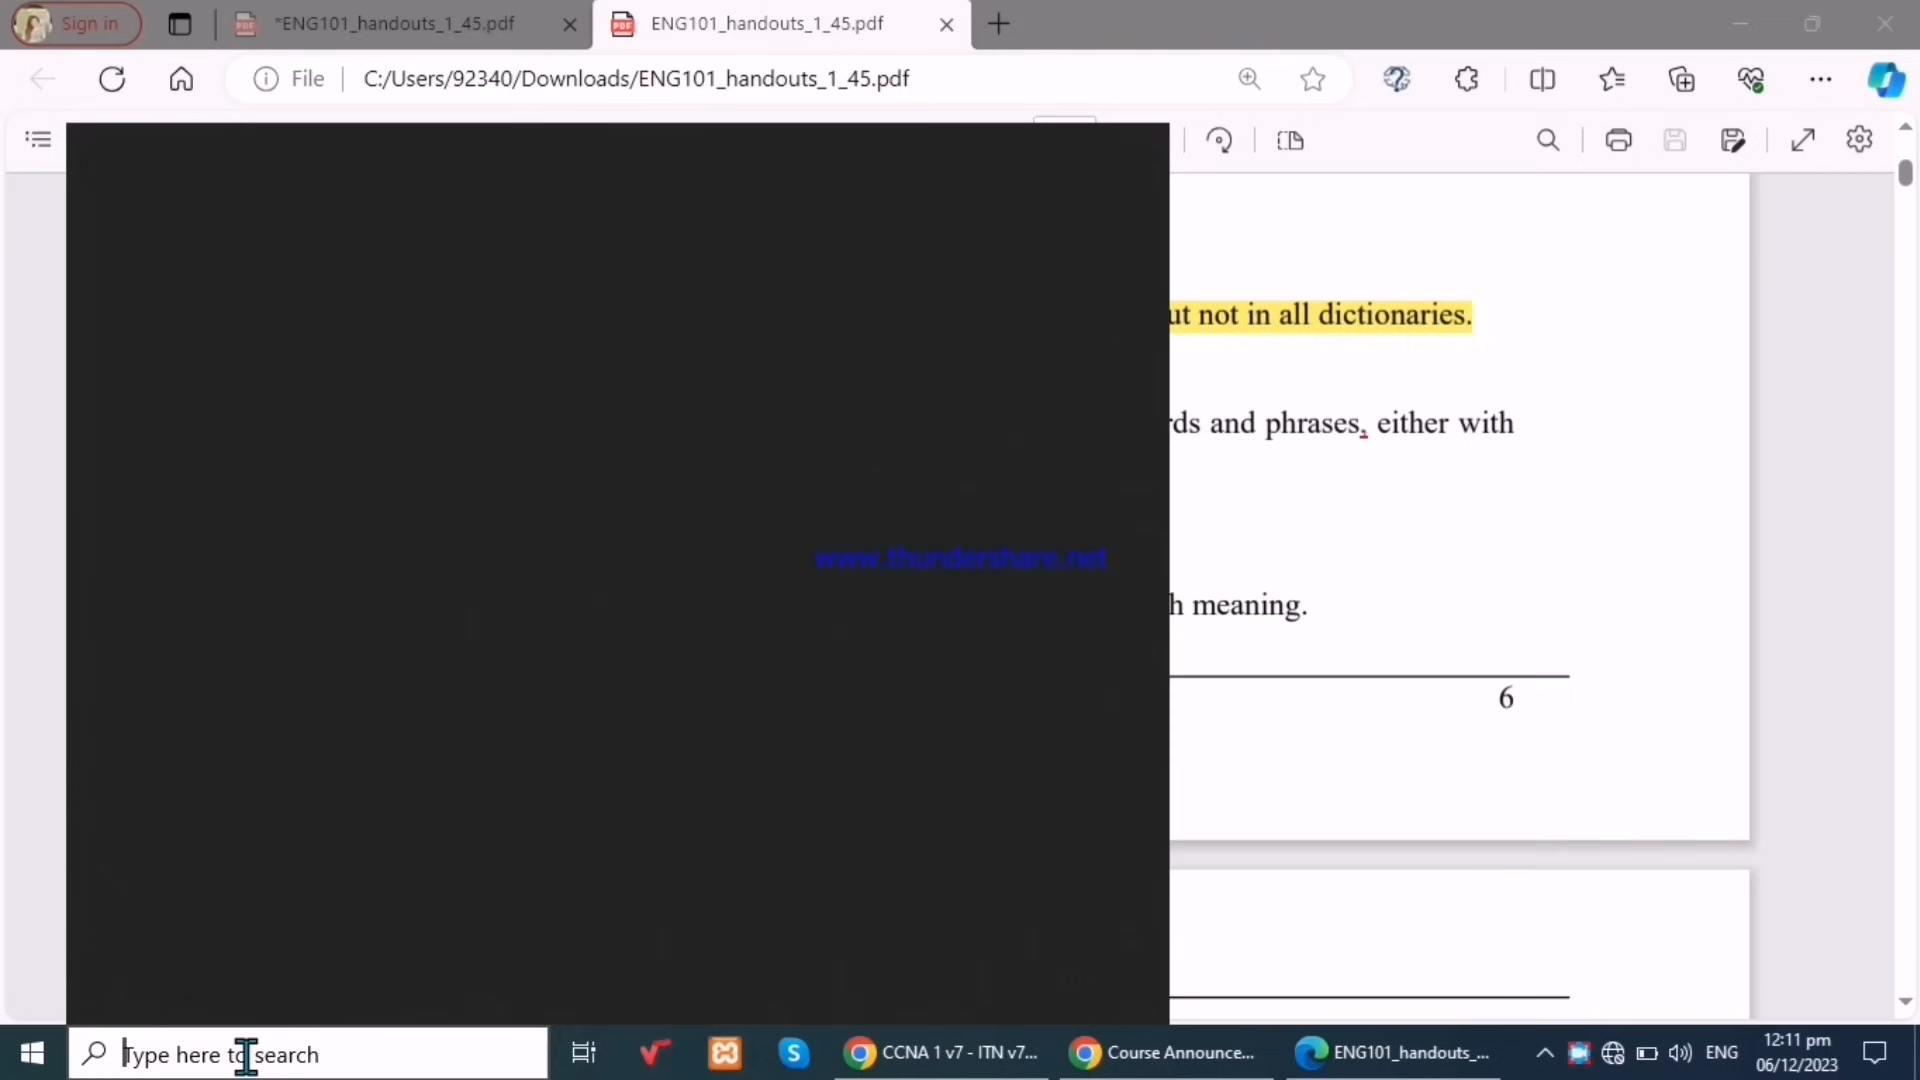 Sign in
"ENG101_handouts_1_45.pdf
ENG101_handouts_1_45.pdf
File
C:/Users/92340/Downloads/ENG101_handouts_1_45.pdf
ut not in all dictionaries.
rds and phrases, either with
www.thundershare.net
h meaning.
6
Type here to search
CCNA 1 v7 - ITN v7...
Course Announce...
ENG101_handouts_...
ENG
12:11 pm
06/12/2023